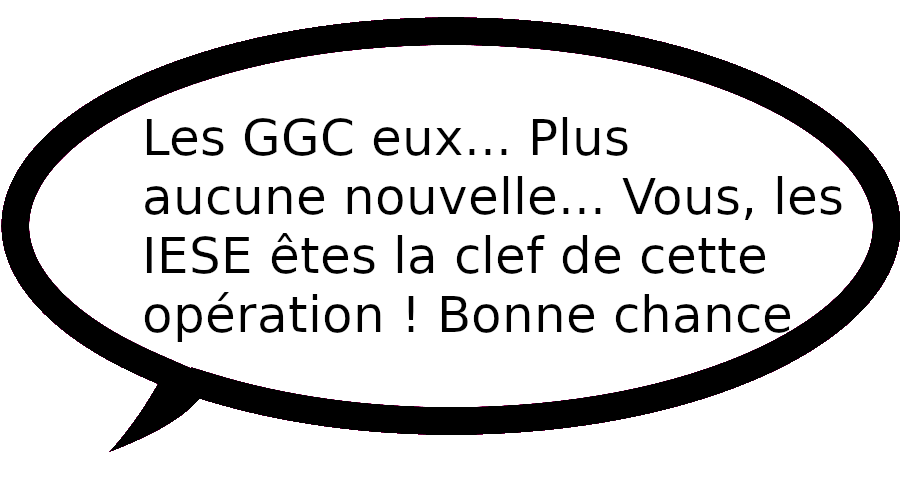 Les GGC eux... Plus
aucune nouvelle... Vous, les
IESE êtes la clef de cette
opération ! Bonne chance